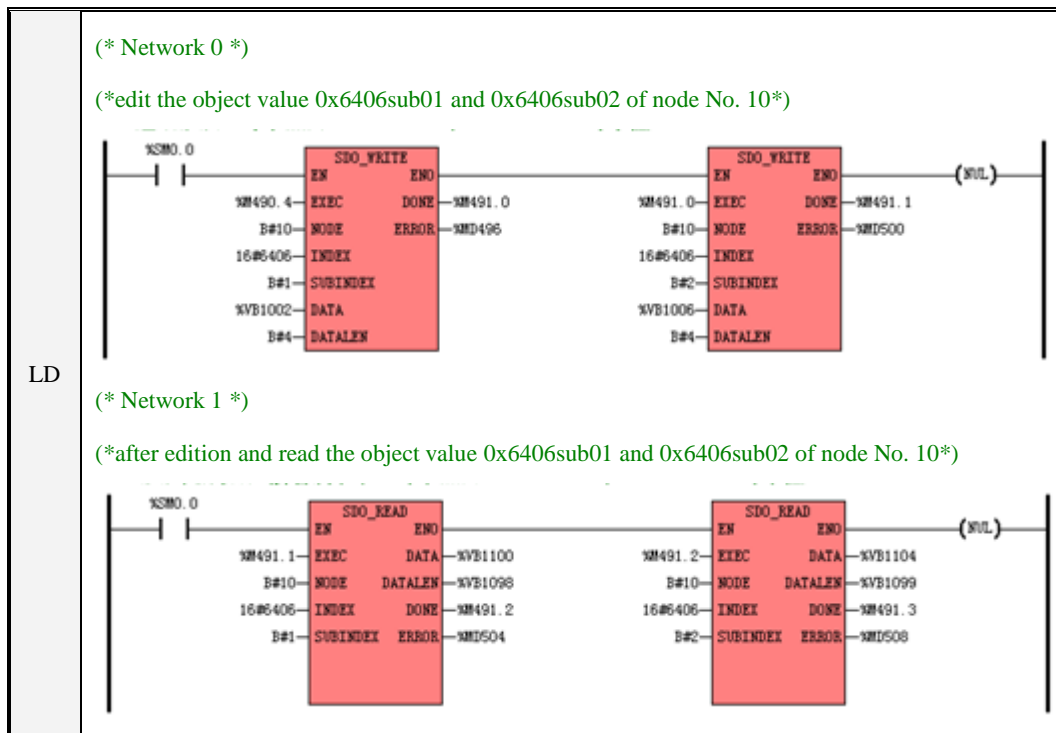 (* Network 0 *)
(*edit the object value 0x6406sub01 and 0x6406sub02 of node No. 10*)
%SM0.0
SDO_WRITE SDO_WRITE
EN ENO EN ENO (NUL)
%M490.4 EXEC DONE %M491.0 %M491.0 EXEC DONE %M491.1
B#10 NODE ERROR %MD496 B#10 NODE ERROR %MD500
16#6406 INDEX 16#6406 INDEX
B#1 SUBINDEX B#2 SUBINDEX
%VB1002 DATA %VB1006 DATA
B#4 DATALEN B#4 DATALEN
LD
(* Network 1 *)
(*after edition and read the object value 0x6406sub01 and 0x6406sub02 of node No. 10*)
%SM0.0
SDO_READ SDO_READ
EN ENO EN ENO (NUL)
%M491.1 EXEC DATA %VB1100 %M491.2 EXEC DATA %VB1104
B#10 NODE DATALEN %VB1098 B#10 NODE DATALEN %VB1099
16#6406 INDEX DONE %M491.2 16#6406 INDEX DONE %M491.3
B#1 SUBINDEX ERROR %MD504 B#2 SUBINDEX ERROR %MD508